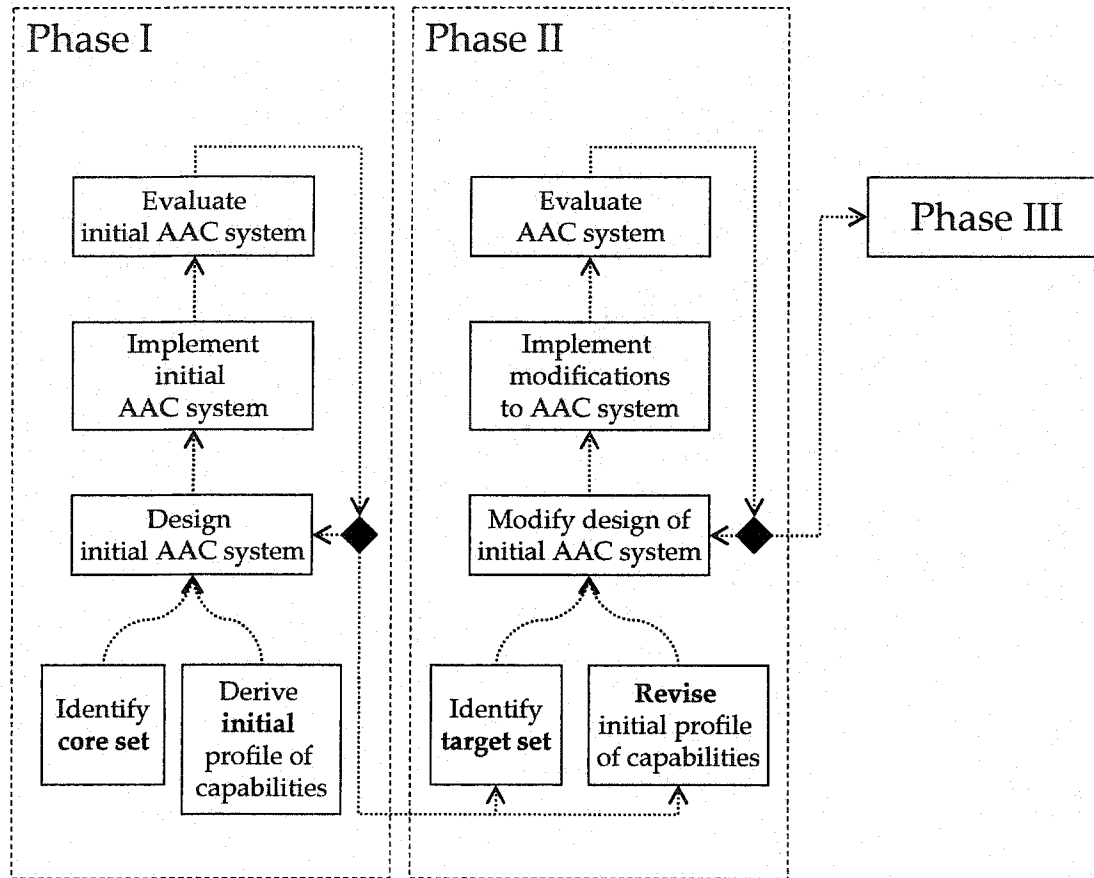 Phase I
Evaluate
initial AAC system
Implement
initial
AAC system
Design
initial AAC system
Identify
core set
Derive
initial
profile of
capabilities
Phase II
Evaluate
AAC system
Implement
modifications
to AAC system
Modify design of
initial AAC system
Identify
target set
Revise
initial profile
of capabilities
Phase III